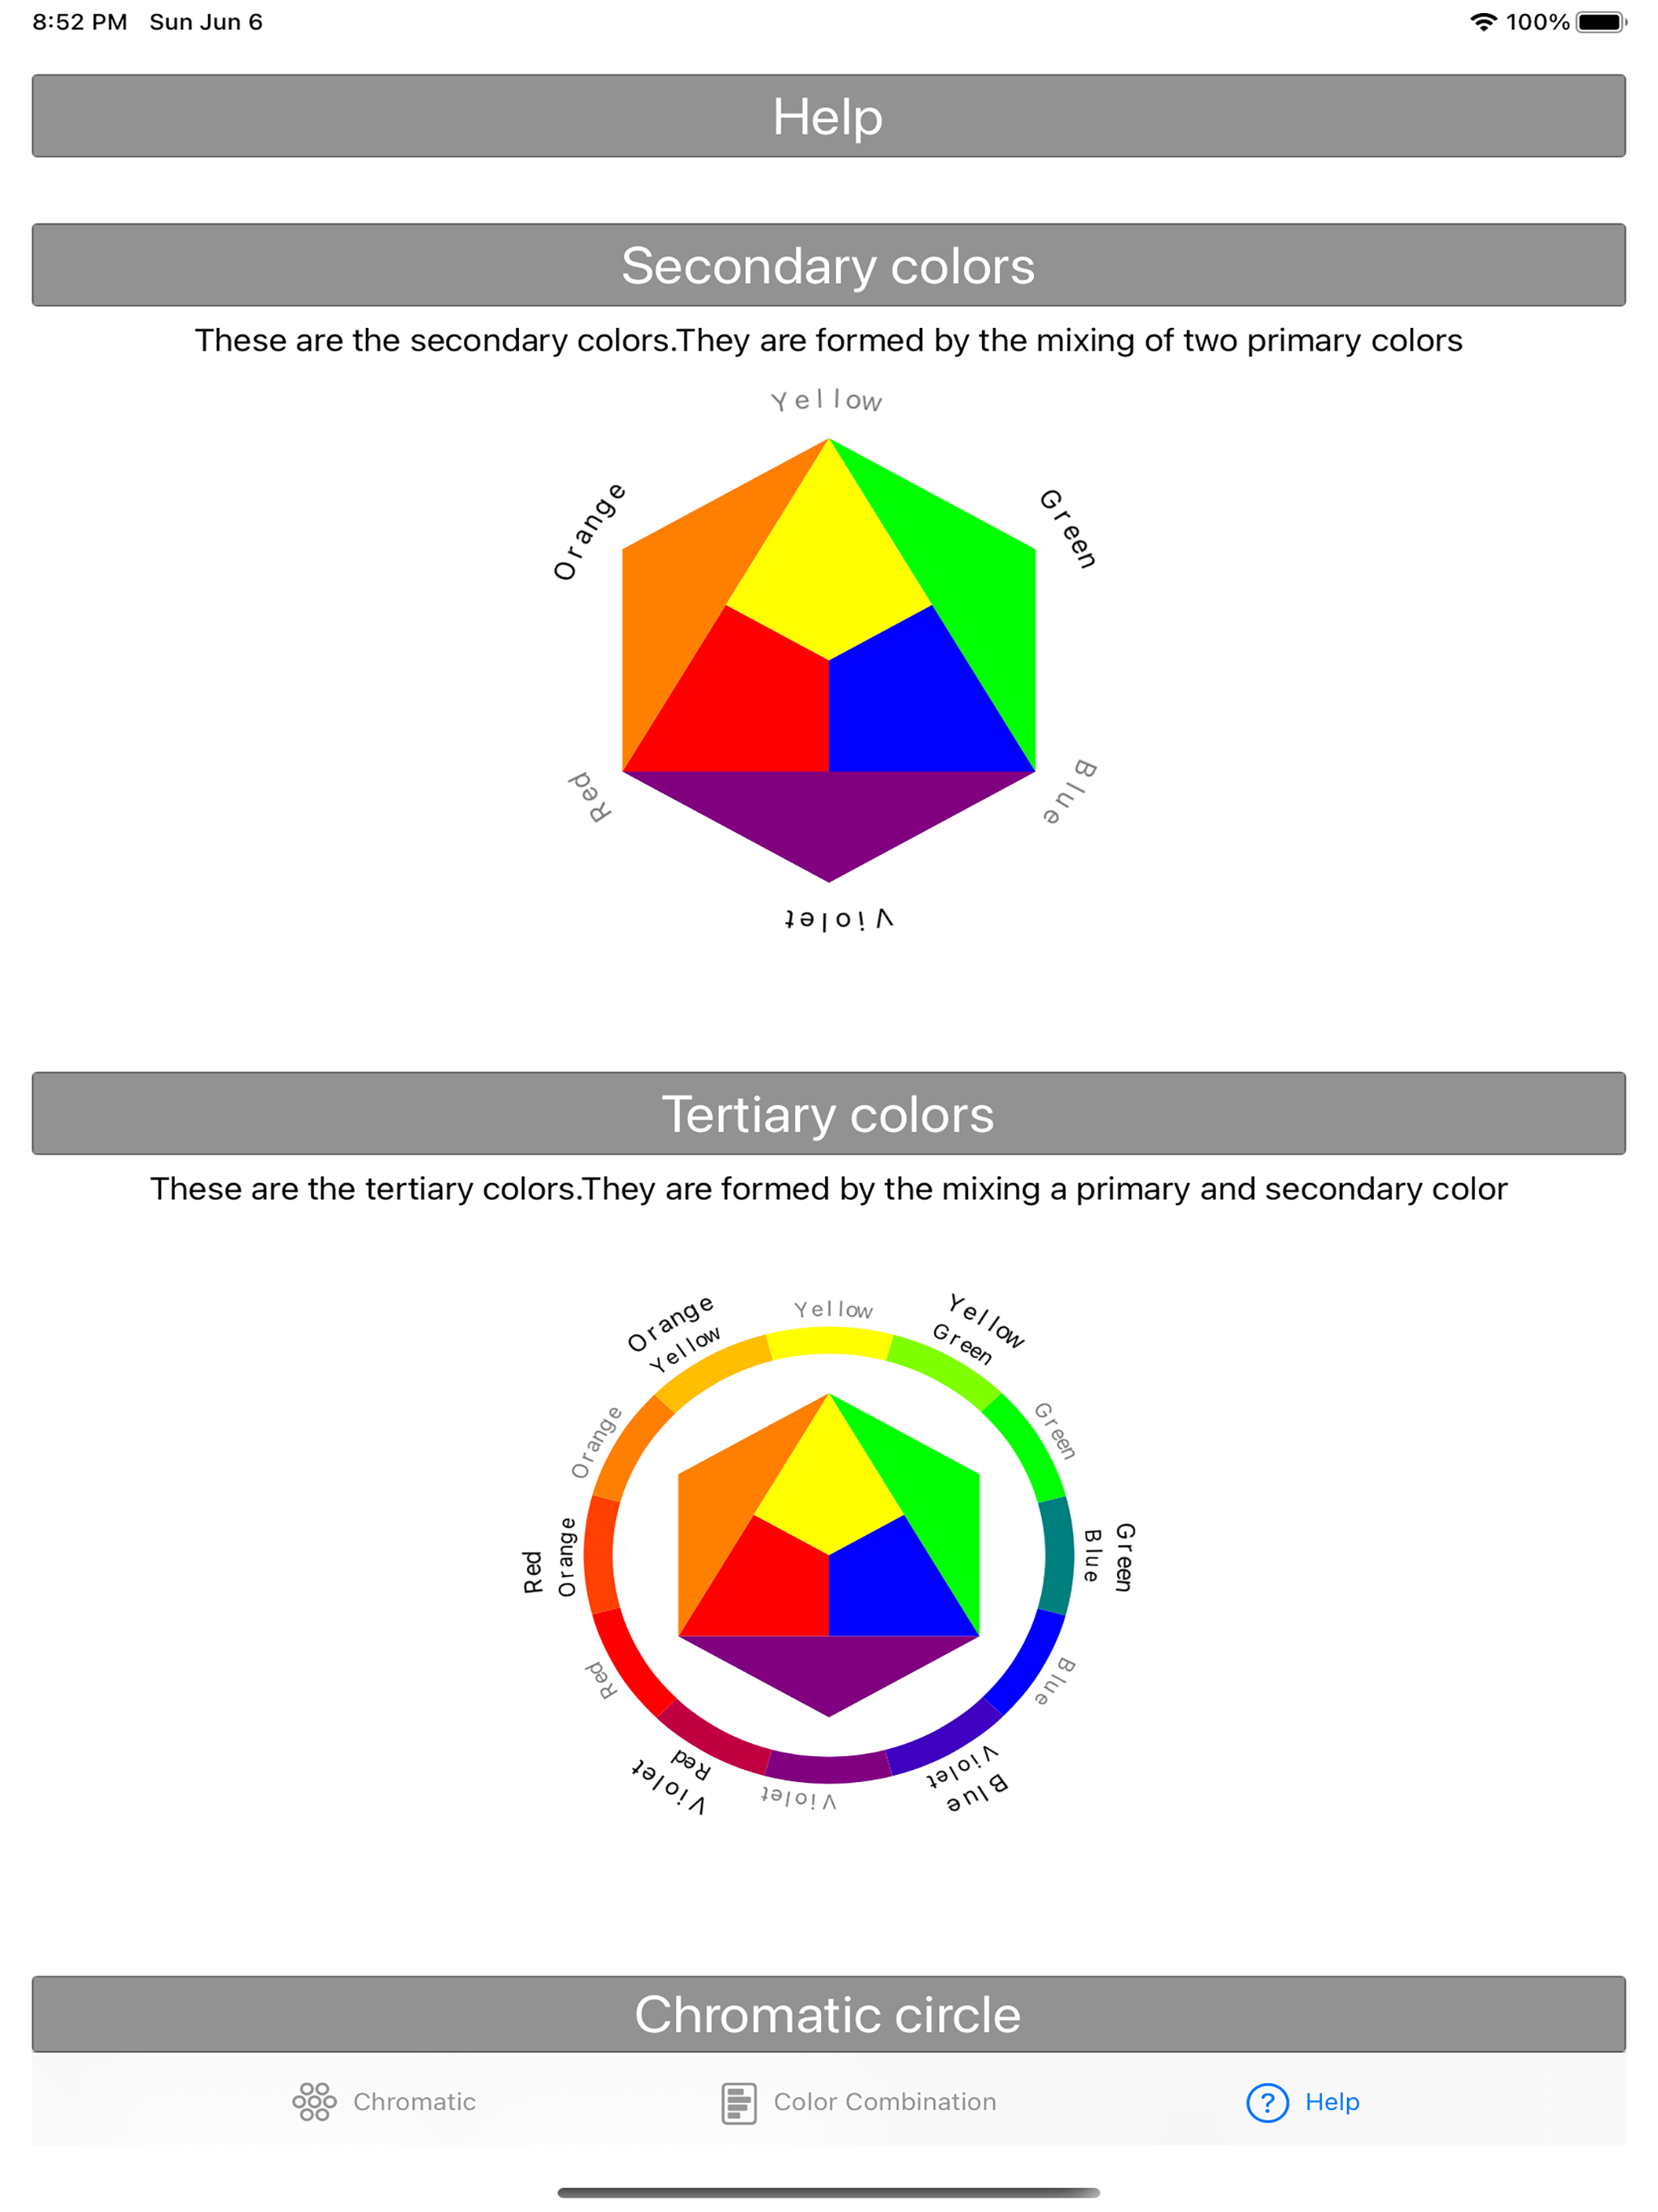 8:52 PM Sun Jun 6 100%
Help
Secondary colors
These are the secondary colors.They are formed by the mixing of two primary colors
Yellow
Orange
Green
Red
Blue
Violet
Tertiary colors
These are the tertiary colors.They are formed by the mixing a primary and secondary color
Orange
Yellow
Yellow
Yellow
Green
Orange
Green
Red
Orange
Green
Blue
Red
Blue
Red
Violet
Violet
Violet
Blue
Chromatic circle
Chromatic
Color Combination
? Help